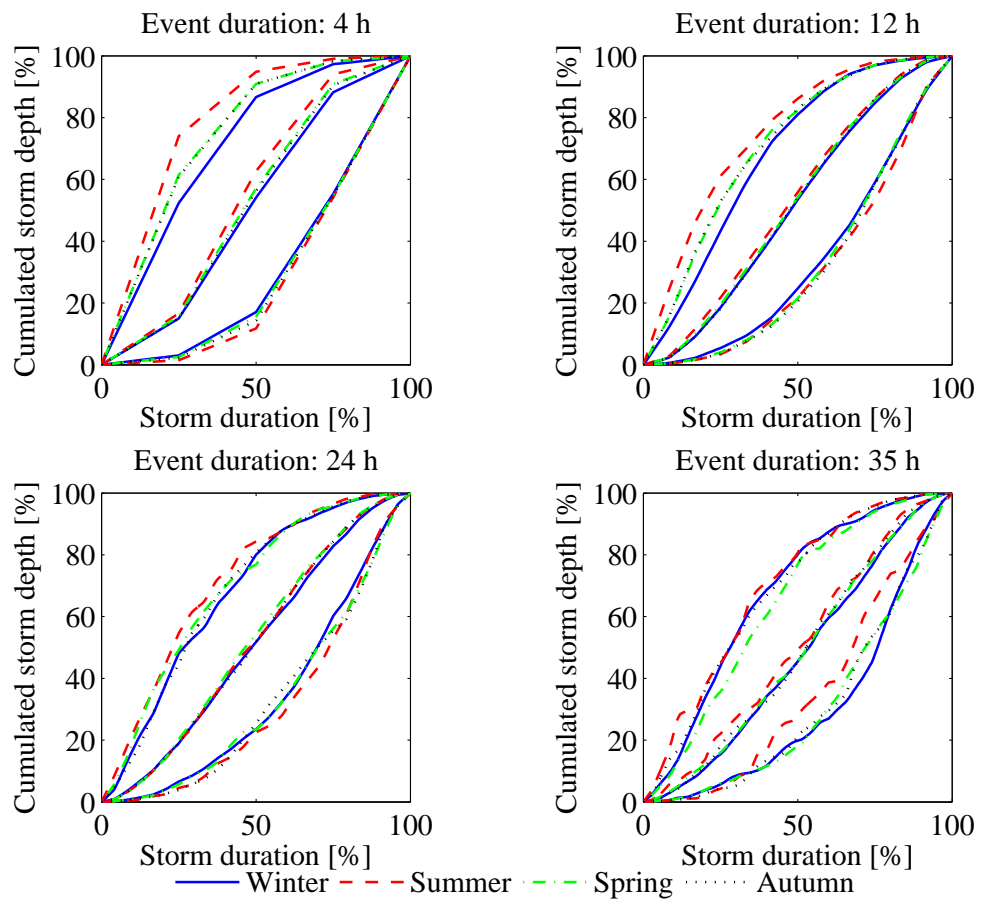 Event duration: 4 h
Event duration: 12 h
Cumulated storm depth [%]
100
80
60
40
20
0
0
50
100
Storm duration [%]
Cumulated storm depth [%]
100
80
60
40
20
0
0
50
100
Storm duration [%]
Event duration: 24 h
Event duration: 35 h
Cumulated storm depth [%]
100
80
60
40
20
0
0
50
100
Storm duration [%]
Cumulated storm depth [%]
100
80
60
40
20
0
0
50
100
Storm duration [%]
Winter Summer Spring Autumn